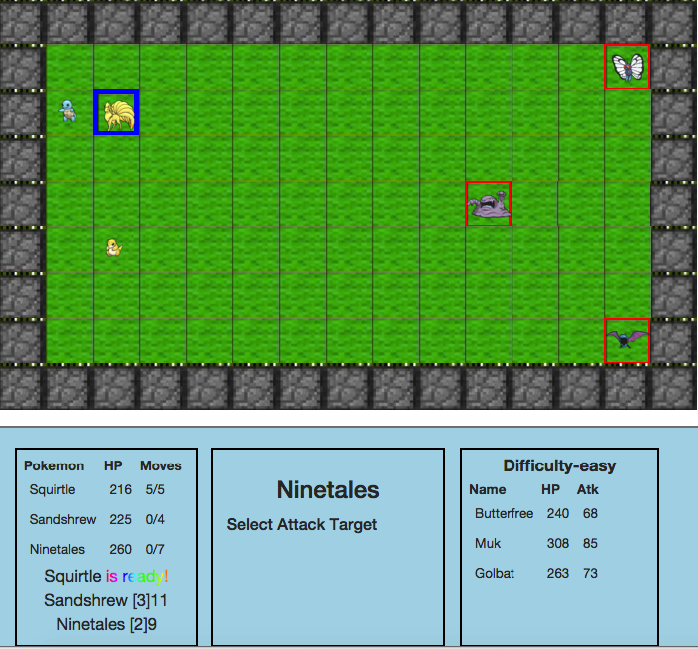 Pokemon HP Moves
Squirtle 216 5/5
Sandshrew 225 0/4
Ninetales 260 0/7
Squirtle is ready!
Sandshrew [3]11
Ninetales [2]9
Ninetales
Select Attack Target
Difficulty-easy
Name HP Atk
Butterfree 240 68
Muk 308 85
Golbat 263 73